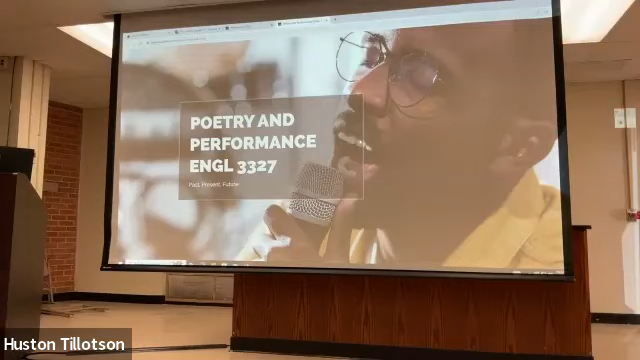 POETRY AND
PERFORMANCE
ENGL 3327
Past, Present, Future
Huston Tillotson